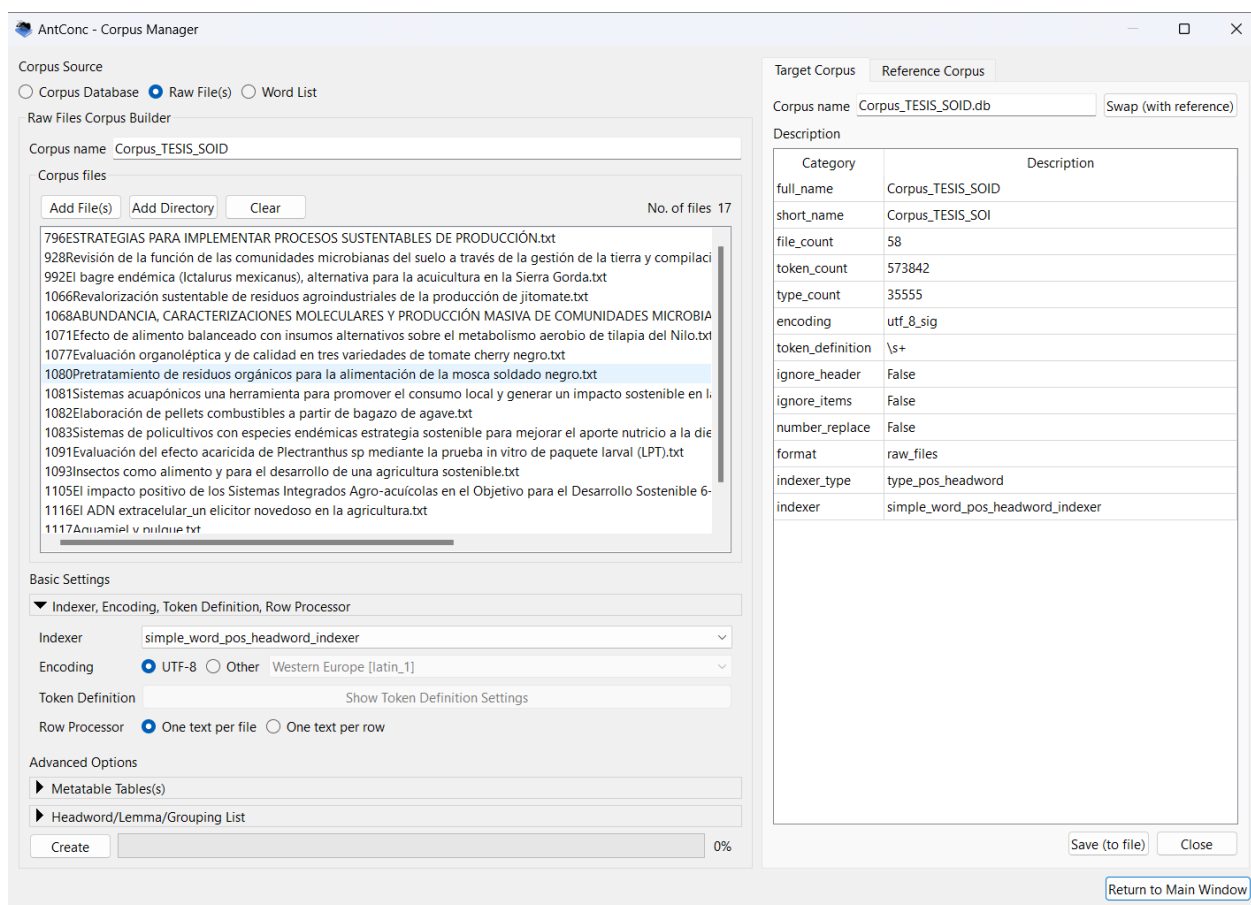 AntConc - Corpus Manager
Corpus Source
Corpus Database Raw File(s) Word List
Raw Files Corpus Builder
Corpus name Corpus_TESIS_SOID
Corpus files
Add File(s) Add Directory Clear No. of files 17
796ESTRATEGIAS PARA IMPLEMENTAR PROCESOS SUSTENTABLES DE PRODUCCIÓN.txt
928Revisión de la función de las comunidades microbianas del suelo a través de la gestión de la tierra y compilaci
992El bagre endémica (Ictalurus mexicanus), alternativa para la acuicultura en la Sierra Gorda.txt
1066Revalorización sustentable de residuos agroindustriales de la producción de jitomate.txt
1068ABUNDANCIA, CARACTERIZACIONES MOLECULARES Y PRODUCCIÓN MASIVA DE COMUNIDADES MICROBIA
1071Efecto de alimento balanceado con insumos alternativos sobre el metabolismo aerobio de tilapia del Nilo.txt
1077Evaluación organoléptica y de calidad en tres variedades de tomate cherry negro.txt
1080Pretratamiento de residuos orgánicos para la alimentación de la mosca soldado negro.txt
1081Sistemas acuapónicos una herramienta para promover el consumo local y generar un impacto sostenible en l
1082Elaboración de pellets combustibles a partir de bagazo de agave.txt
1083Sistemas de policultivos con especies endémicas estrategia sostenible para mejorar el aporte nutricio a la die
1091Evaluación del efecto acaricida de Plectranthus sp mediante la prueba in vitro de paquete larval (LPT).txt
1093Insectos como alimento y para el desarrollo de una agricultura sostenible.txt
1105El impacto positivo de los Sistemas Integrados Agro-acuícolas en el Objetivo para el Desarrollo Sostenible 6-
1116El ADN extracelular_un elicitor novedoso en la agricultura.txt
1117Aguamiel y pulque.txt
Basic Settings
Indexer, Encoding, Token Definition, Row Processor
Indexer simple_word_pos_headword_indexer
Encoding UTF-8 Other Western Europe [latin_1]
Token Definition Show Token Definition Settings
Row Processor One text per file One text per row
Advanced Options
Metatable Tables(s)
Headword/Lemma/Grouping List
Create 0%
Target Corpus Reference Corpus
Corpus name Corpus_TESIS_SOID.db Swap (with reference)
Description
Category Description
full_name Corpus_TESIS_SOID
short_name Corpus_TESIS_SOI
file_count 58
token_count 573842
type_count 35555
encoding utf_8_sig
token_definition \s+
ignore_header False
ignore_items False
number_replace False
format raw_files
indexer_type type_pos_headword
indexer simple_word_pos_headword_indexer
Save (to file) Close
Return to Main Window